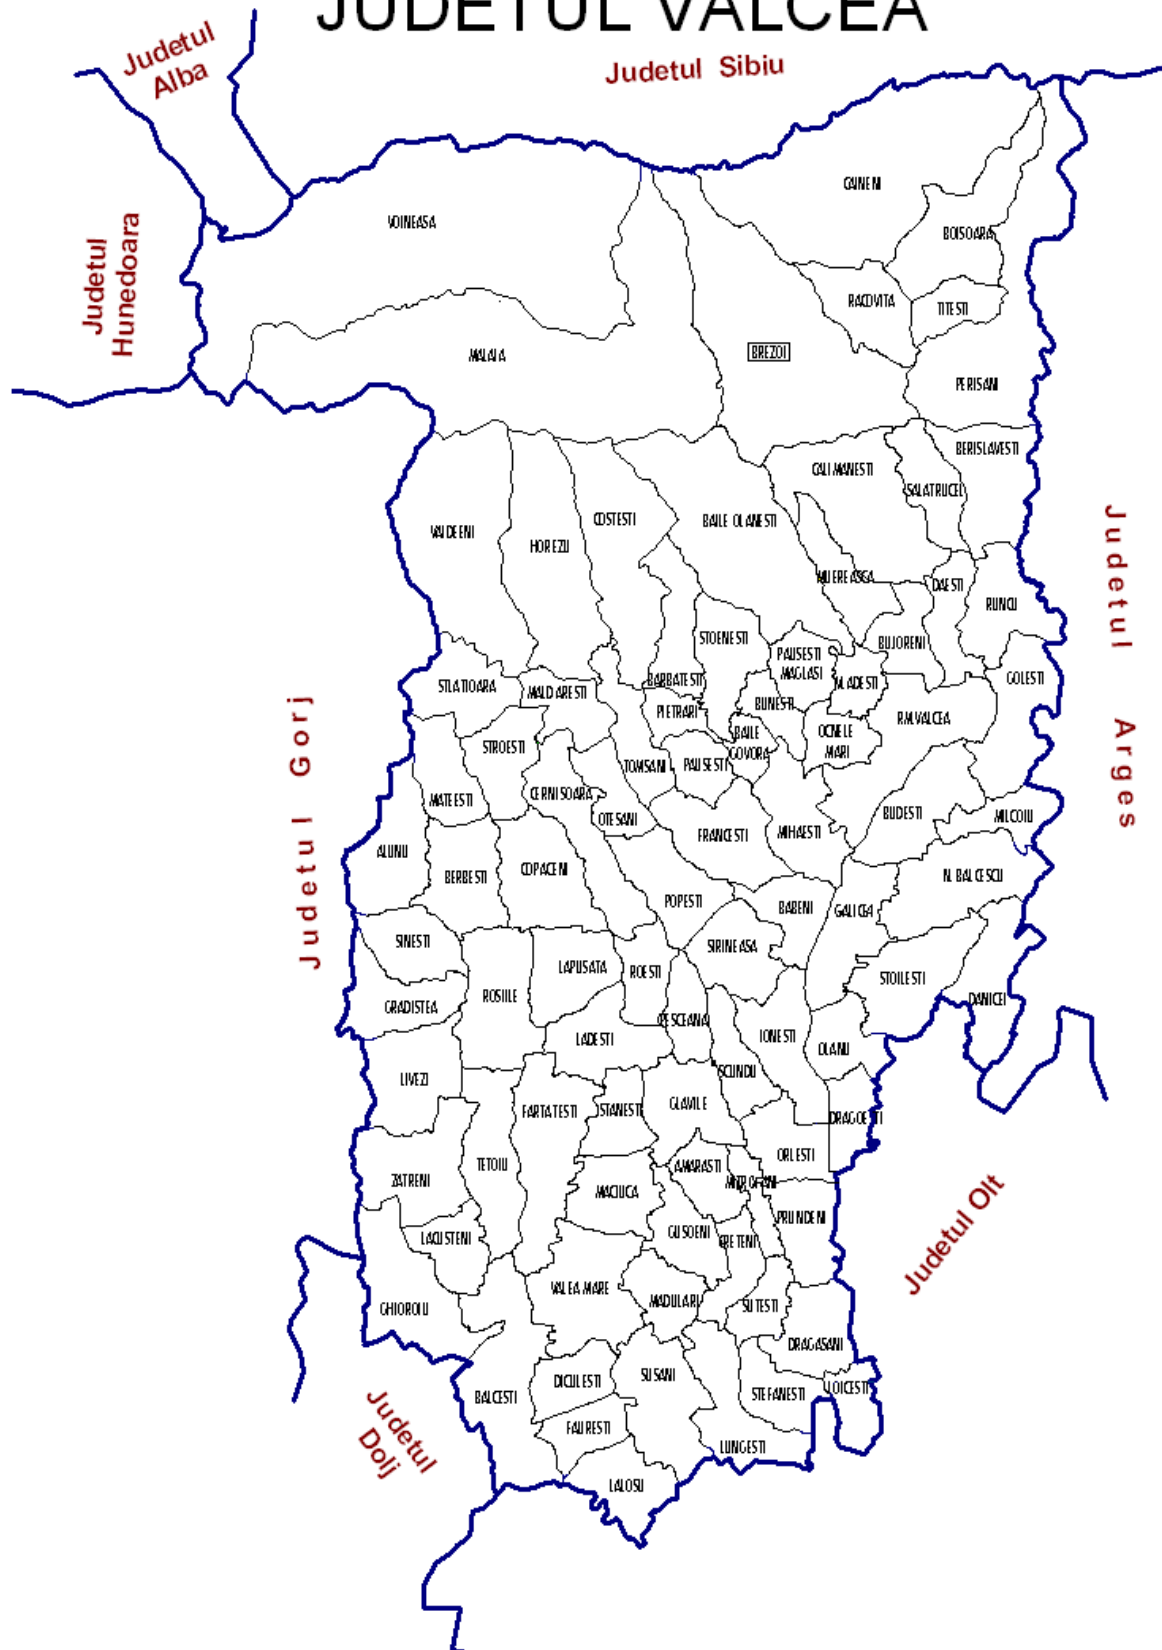 JUDETUL VALCEA
Judetul
Alba
Judetul Sibiu
Judetul
Hunedoara
CAINENI
VOINEASA
BOISOARA
RACOVITA
TITESTI
MALAIA
BREZOI
PERISANI
BERISLAVESTI
CALIMANESTI
SALATRUCEL
COSTESTI
BAILE OLANESTI
VAIDEENI
HOREZU
MUEREASCA
DAESTI
RUNCU
STOENESTI
BUJORENI
PAUSESTI
MAGLASI
GOLESTI
BARBATESTI
VLADESTI
SLATIOARA
MALDARESTI
BUNESTI
PIETRARI
RM.VALCEA
OCNELE
MARI
BAILE
GOVORA
STROESTI
TOMSANI
PAUSESTI
CERNISOARA
MATEESTI
OTESANI
BUDESTI
MILCOIU
FRANCESTI
MIHAESTI
ALUNU
COPACENI
BERBESTI
N. BALCESCU
POPESTI
BABENI
GALICEA
SINESTI
SIRINEASA
LAPUSATA
ROESTI
STOILESTI
ROSIILE
DANICEI
GRADISTEA
PESCEANA
LADESTI
IONESTI
OLANU
LIVEZI
SCUNDU
FARTATESTI
STANESTI
GLAVILE
DRAGOESTI
ORLESTI
TETOIU
AMARASTI
ZATRENI
MITROFANI
MACIUCA
PRUNDENI
LACUSTENI
GUSOENI
CRETENI
VALEA MARE
MADULARI
SUTESTI
GHIOROIU
DRAGASANI
SUSANI
DICULESTI
STEFANESTI
VOICESTI
BALCESTI
FAURESTI
LUNGESTI
LALOSU
Judetul Gorj
Judetul Arges
Judetul Olt
Judetul
Dolj